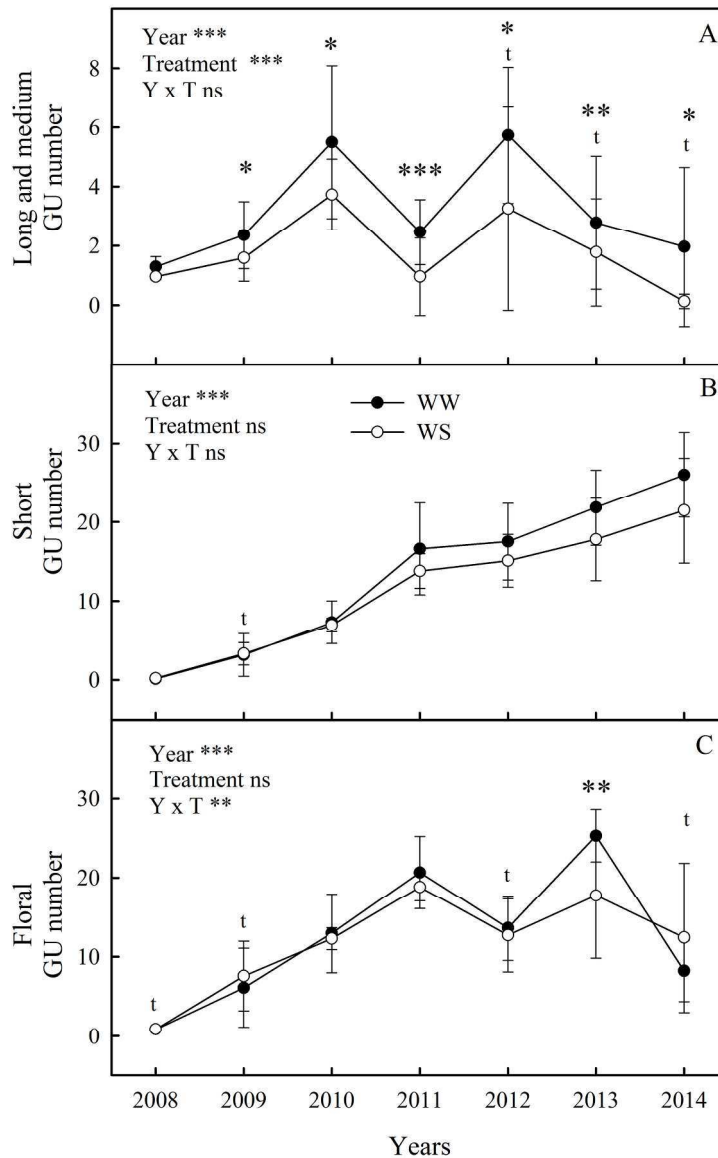 A
Year ***
Treatment ***
Y x T ns
*
*
***
*
t
**
t
*
t
8
6
4
2
0
Long and medium
GU number
B
Year ***
Treatment ns
Y x T ns
WW
WS
t
30
20
10
0
Short
GU number
C
Year ***
Treatment ns
Y x T **
t
t
t
**
t
30
20
10
0
Floral
GU number
2008 2009 2010 2011 2012 2013 2014
Years